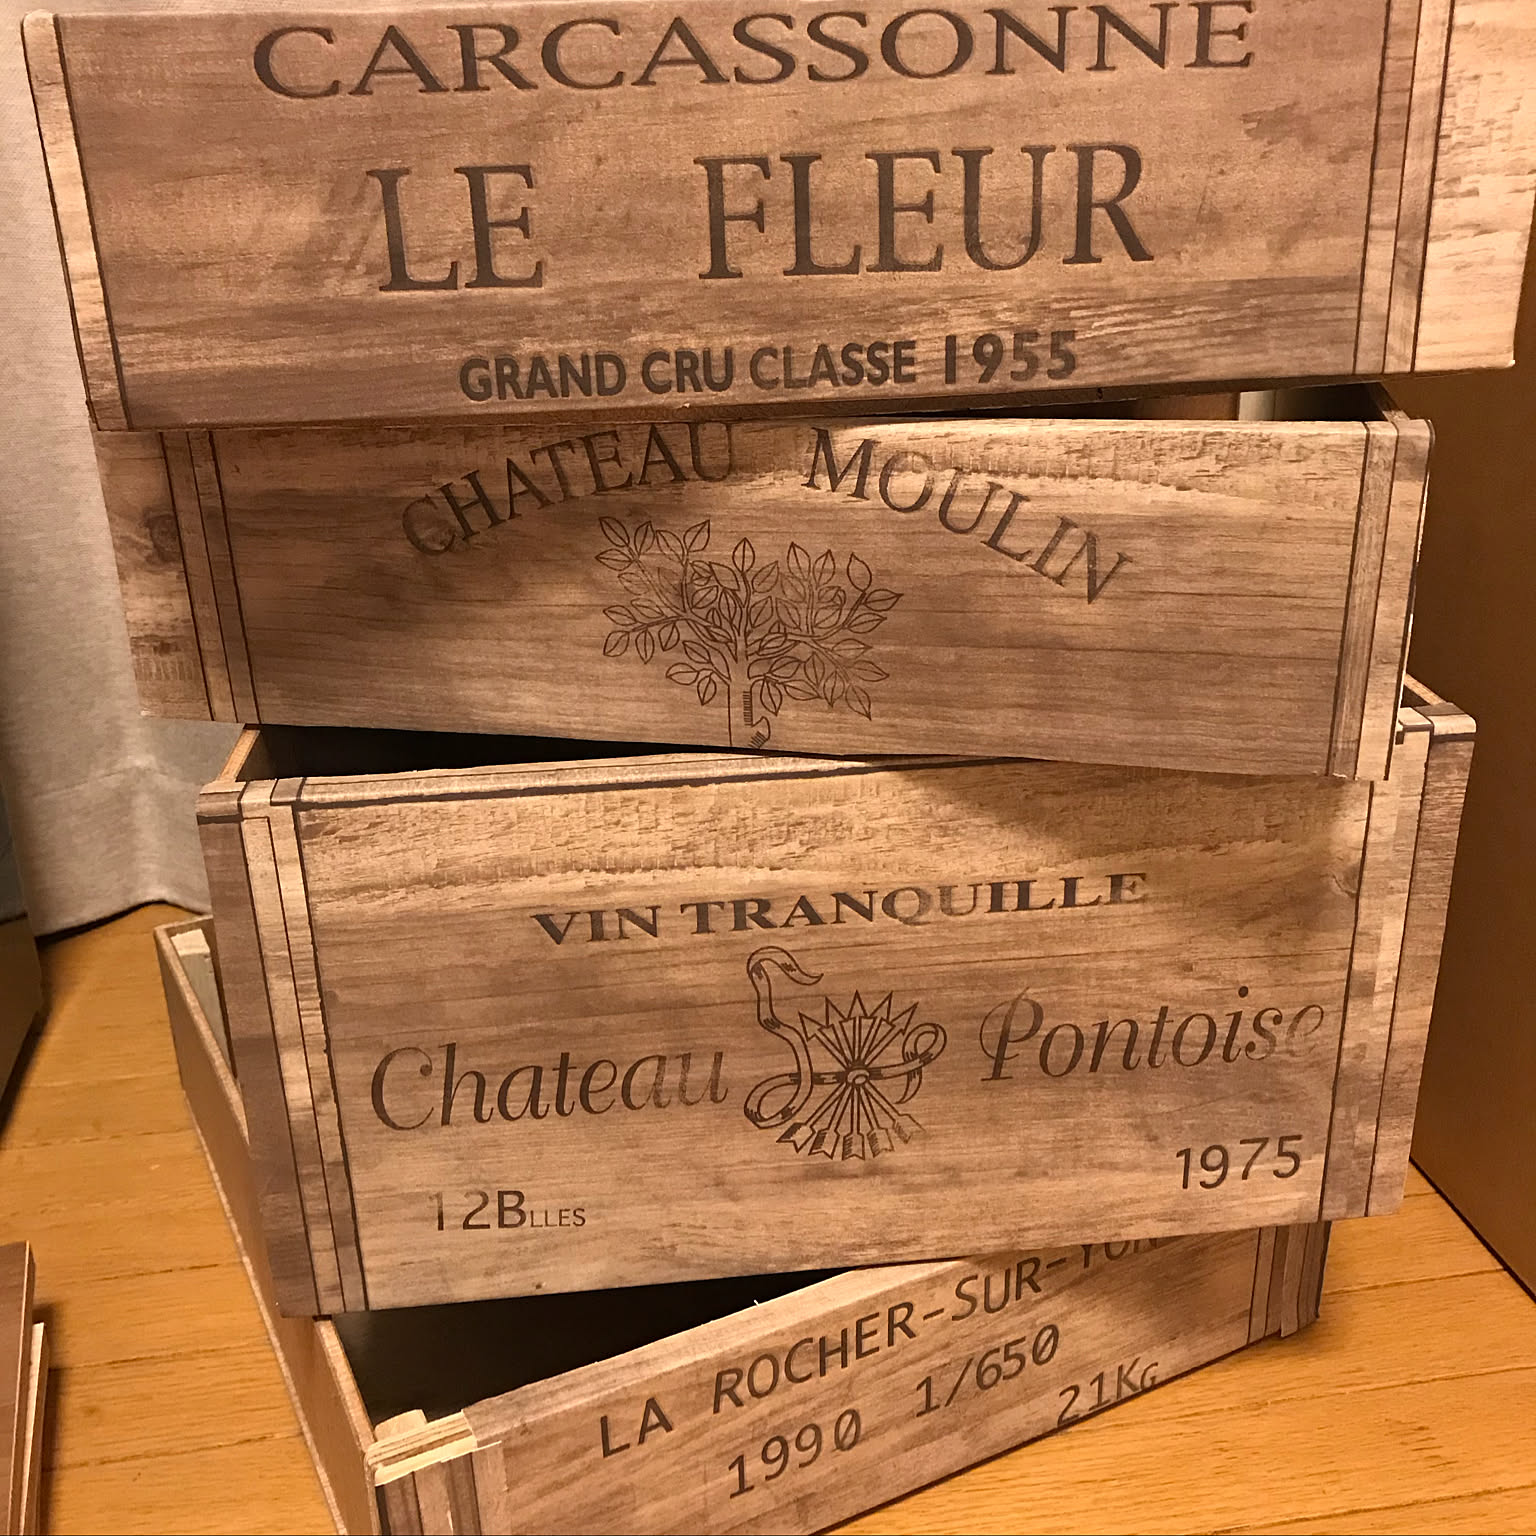 CARCASSONNE
LE FLEUR
GRAND CRU CLASSE 1955
CHATEAU MOULIN
VIN TRANQUILLE
Chateau Pontoise
1975
12BLLES
LA ROCHER-SUR-YON
1990 1/650
21KG